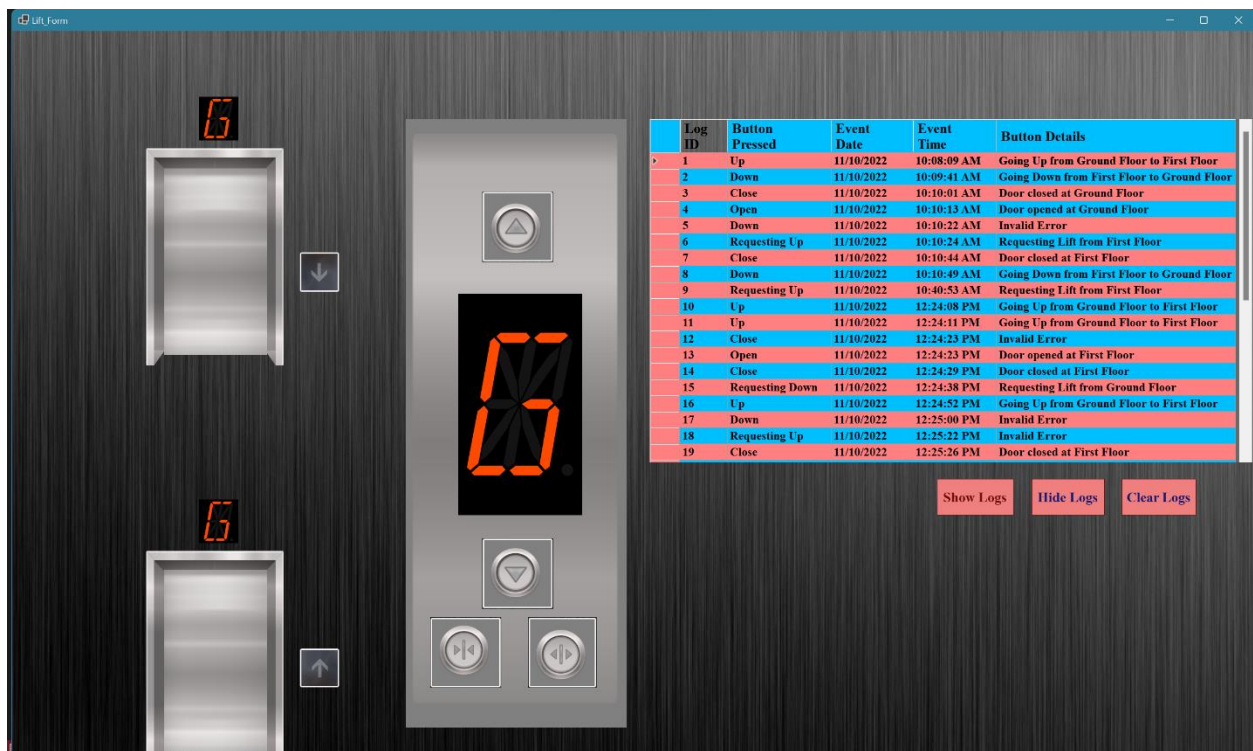 Lift_Form
G
Log ID Button Pressed Event Date Event Time Button Details
1 Up 11/10/2022 10:08:09 AM Going Up from Ground Floor to First Floor
2 Down 11/10/2022 10:09:41 AM Going Down from First Floor to Ground Floor
3 Close 11/10/2022 10:10:01 AM Door closed at Ground Floor
4 Open 11/10/2022 10:10:13 AM Door opened at Ground Floor
5 Down 11/10/2022 10:10:22 AM Invalid Error
6 Requesting Up 11/10/2022 10:10:24 AM Requesting Lift from First Floor
7 Close 11/10/2022 10:10:44 AM Door closed at First Floor
8 Down 11/10/2022 10:10:49 AM Going Down from First Floor to Ground Floor
9 Requesting Up 11/10/2022 10:40:53 AM Requesting Lift from First Floor
10 Up 11/10/2022 12:24:08 PM Going Up from Ground Floor to First Floor
11 Up 11/10/2022 12:24:11 PM Going Up from Ground Floor to First Floor
12 Close 11/10/2022 12:24:23 PM Invalid Error
13 Open 11/10/2022 12:24:23 PM Door opened at First Floor
14 Close 11/10/2022 12:24:29 PM Door closed at First Floor
15 Requesting Down 11/10/2022 12:24:38 PM Requesting Lift from Ground Floor
16 Up 11/10/2022 12:24:52 PM Going Up from Ground Floor to First Floor
17 Down 11/10/2022 12:25:00 PM Invalid Error
18 Requesting Up 11/10/2022 12:25:22 PM Invalid Error
19 Close 11/10/2022 12:25:26 PM Door closed at First Floor
G
Show Logs Hide Logs Clear Logs
G